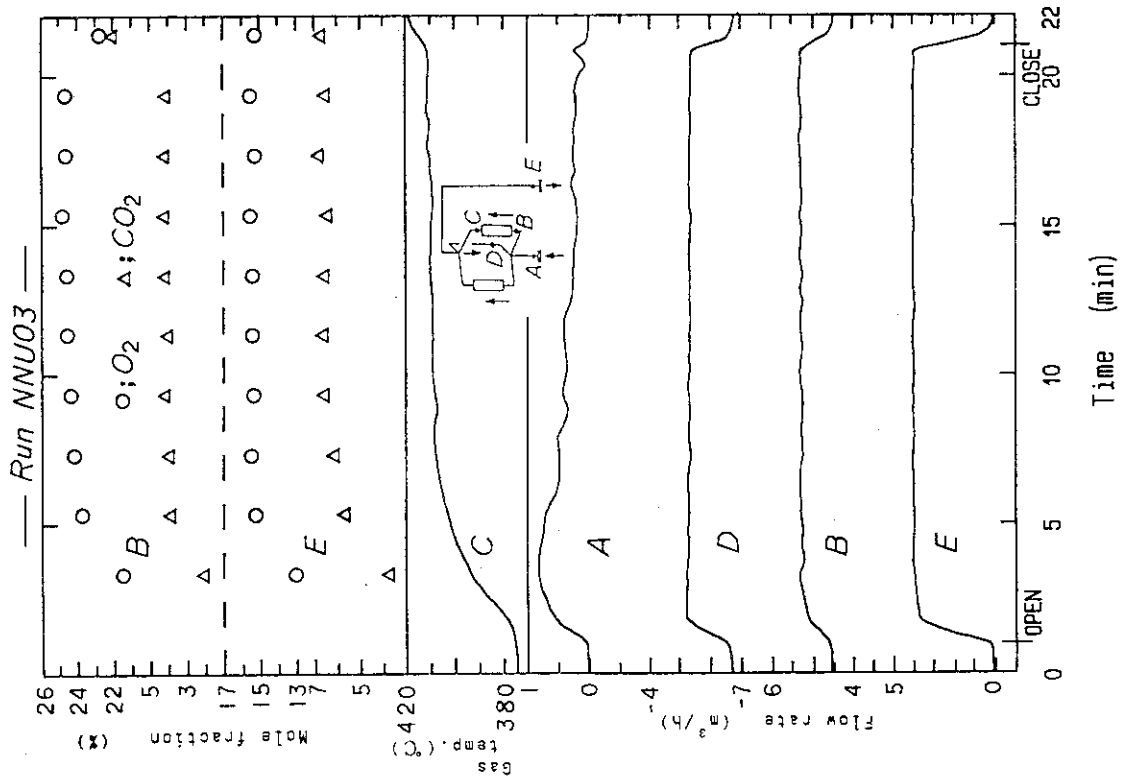 Run NNU03
Mole fraction (%)
26
24
22
5
3
17
15
13
7
5
B
O;O2
△;CO2
E
Gas temp. (°C)
420
380
C
A
D
C
B
E
Flow rate (m³/h)
1
0
-4
-7
6
4
5
0
A
D
B
E
0
OPEN
5
10
15
20
CLOSE
22
Time (min)